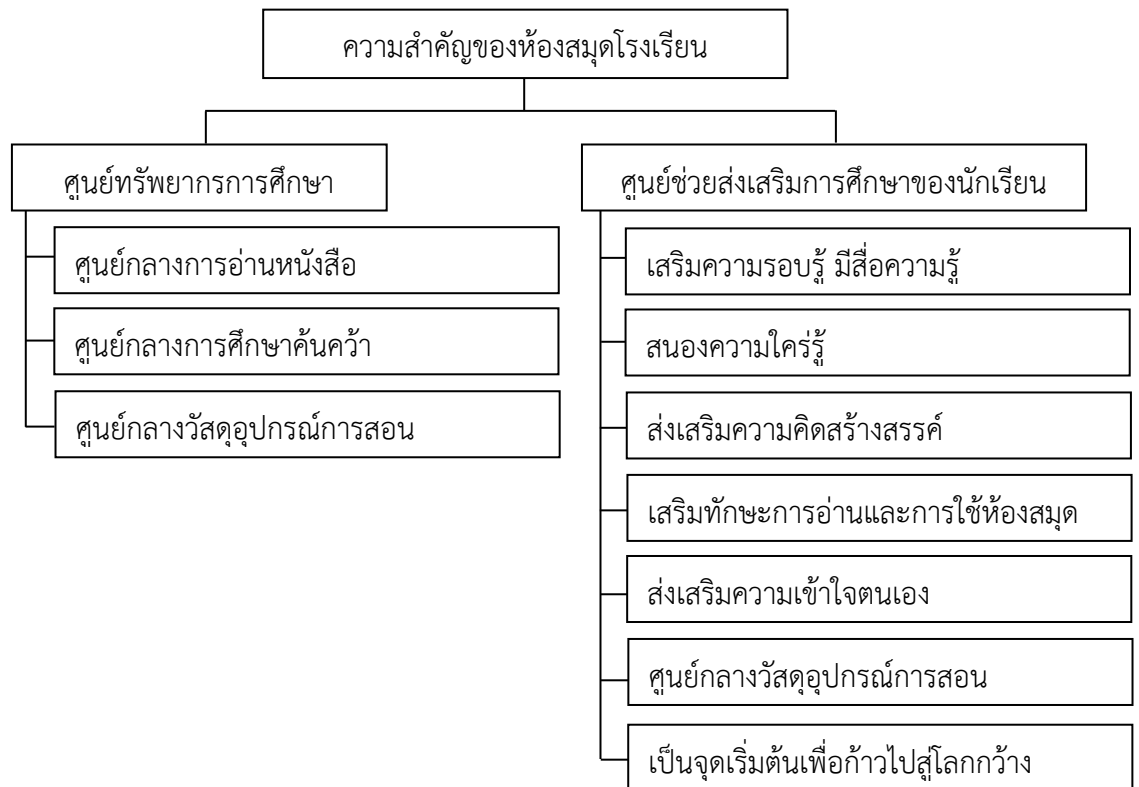 ความสำคัญของห้องสมุดโรงเรียน
ศูนย์ทรัพยากรการศึกษา
ศูนย์กลางการอ่านหนังสือ
ศูนย์กลางการศึกษาค้นคว้า
ศูนย์กลางวัสดุอุปกรณ์การสอน
ศูนย์ช่วยส่งเสริมการศึกษาของนักเรียน
เสริมความรอบรู้ มีสื่อความรู้
สนองความใคร่รู้
ส่งเสริมความคิดสร้างสรรค์
เสริมทักษะการอ่านและการใช้ห้องสมุด
ส่งเสริมความเข้าใจตนเอง
ศูนย์กลางวัสดุอุปกรณ์การสอน
เป็นจุดเริ่มต้นเพื่อก้าวไปสู่โลกกว้าง